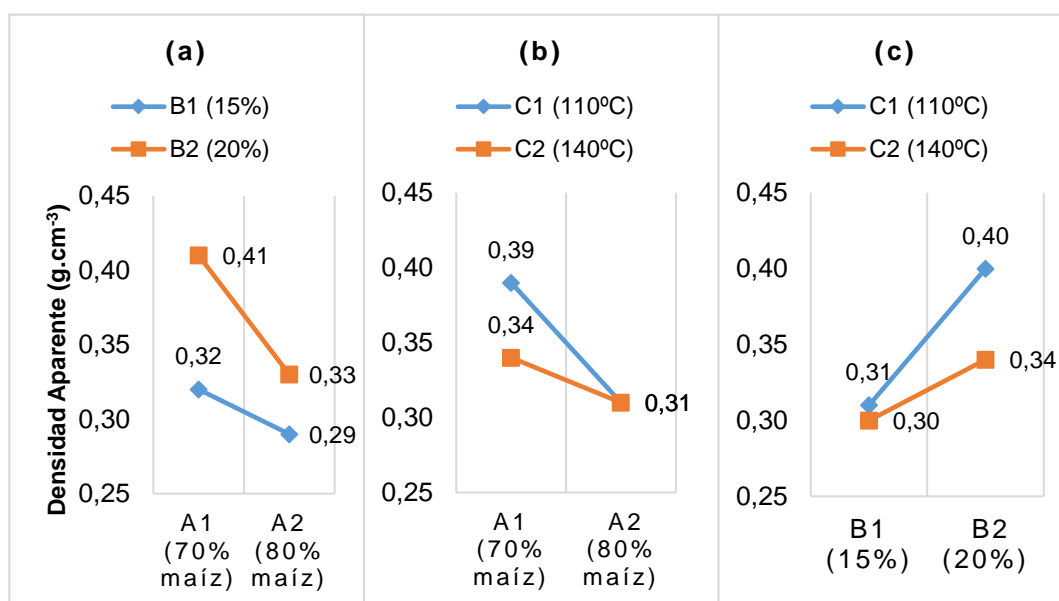 (a)
B1 (15%)
B2 (20%)
Densidad Aparente (g.cm-3)
0,45
0,40
0,35
0,30
0,25
0,41
0,32
0,33
0,29
A1
(70%
maíz)
A2
(80%
maíz)
(b)
C1 (110ºC)
C2 (140ºC)
0,45
0,40
0,35
0,30
0,25
0,39
0,34
0,31
A1
(70%
maíz)
A2
(80%
maíz)
(c)
C1 (110ºC)
C2 (140ºC)
0,45
0,40
0,35
0,30
0,25
0,40
0,31
0,34
0,30
B1
(15%)
B2
(20%)